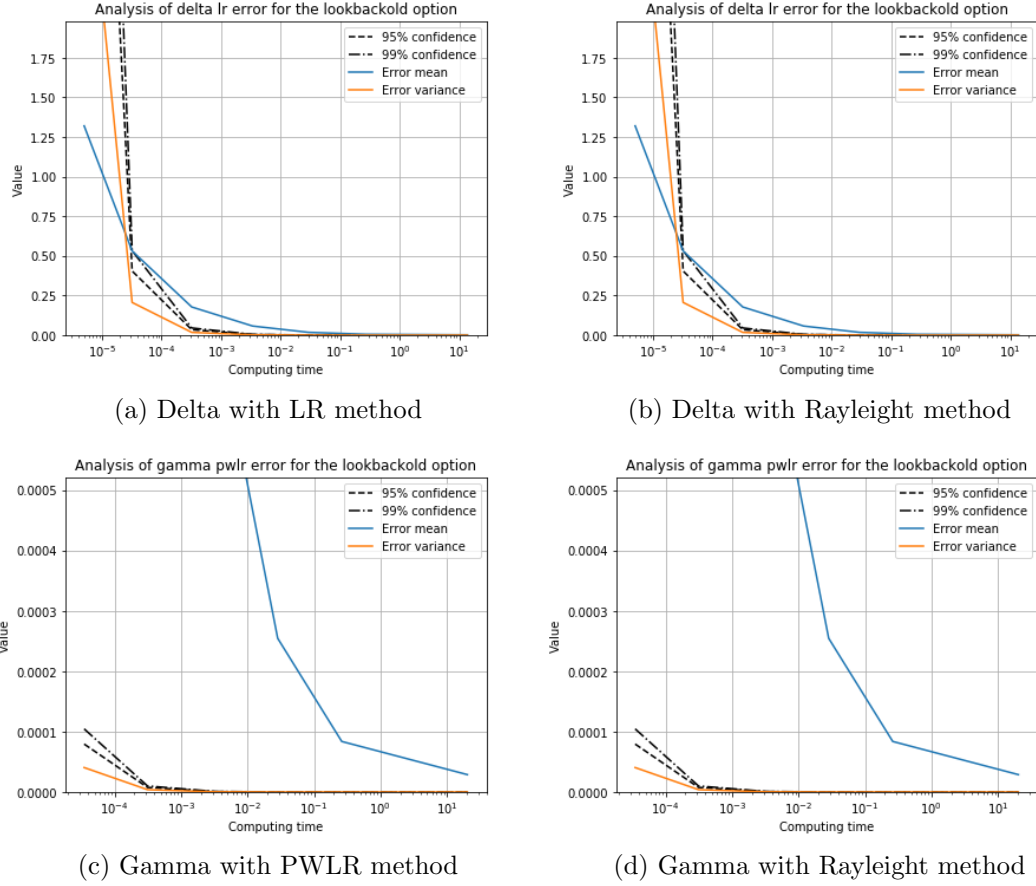 Analysis of delta lr error for the lookbackold option
95% confidence
99% confidence
Error mean
Error variance
1.75
1.50
1.25
1.00
0.75
0.50
0.25
0.00
Value
10⁻⁵ 10⁻⁴ 10⁻³ 10⁻² 10⁻¹ 10⁰ 10¹
Computing time
(a) Delta with LR method
Analysis of delta lr error for the lookbackold option
95% confidence
99% confidence
Error mean
Error variance
1.75
1.50
1.25
1.00
0.75
0.50
0.25
0.00
Value
10⁻⁵ 10⁻⁴ 10⁻³ 10⁻² 10⁻¹ 10⁰ 10¹
Computing time
(b) Delta with Rayleight method
Analysis of gamma pwlr error for the lookbackold option
95% confidence
99% confidence
Error mean
Error variance
0.0005
0.0004
0.0003
0.0002
0.0001
0.0000
Value
10⁻⁴ 10⁻³ 10⁻² 10⁻¹ 10⁰ 10¹
Computing time
(c) Gamma with PWLR method
Analysis of gamma pwlr error for the lookbackold option
95% confidence
99% confidence
Error mean
Error variance
0.0005
0.0004
0.0003
0.0002
0.0001
0.0000
Value
10⁻⁴ 10⁻³ 10⁻² 10⁻¹ 10⁰ 10¹
Computing time
(d) Gamma with Rayleight method